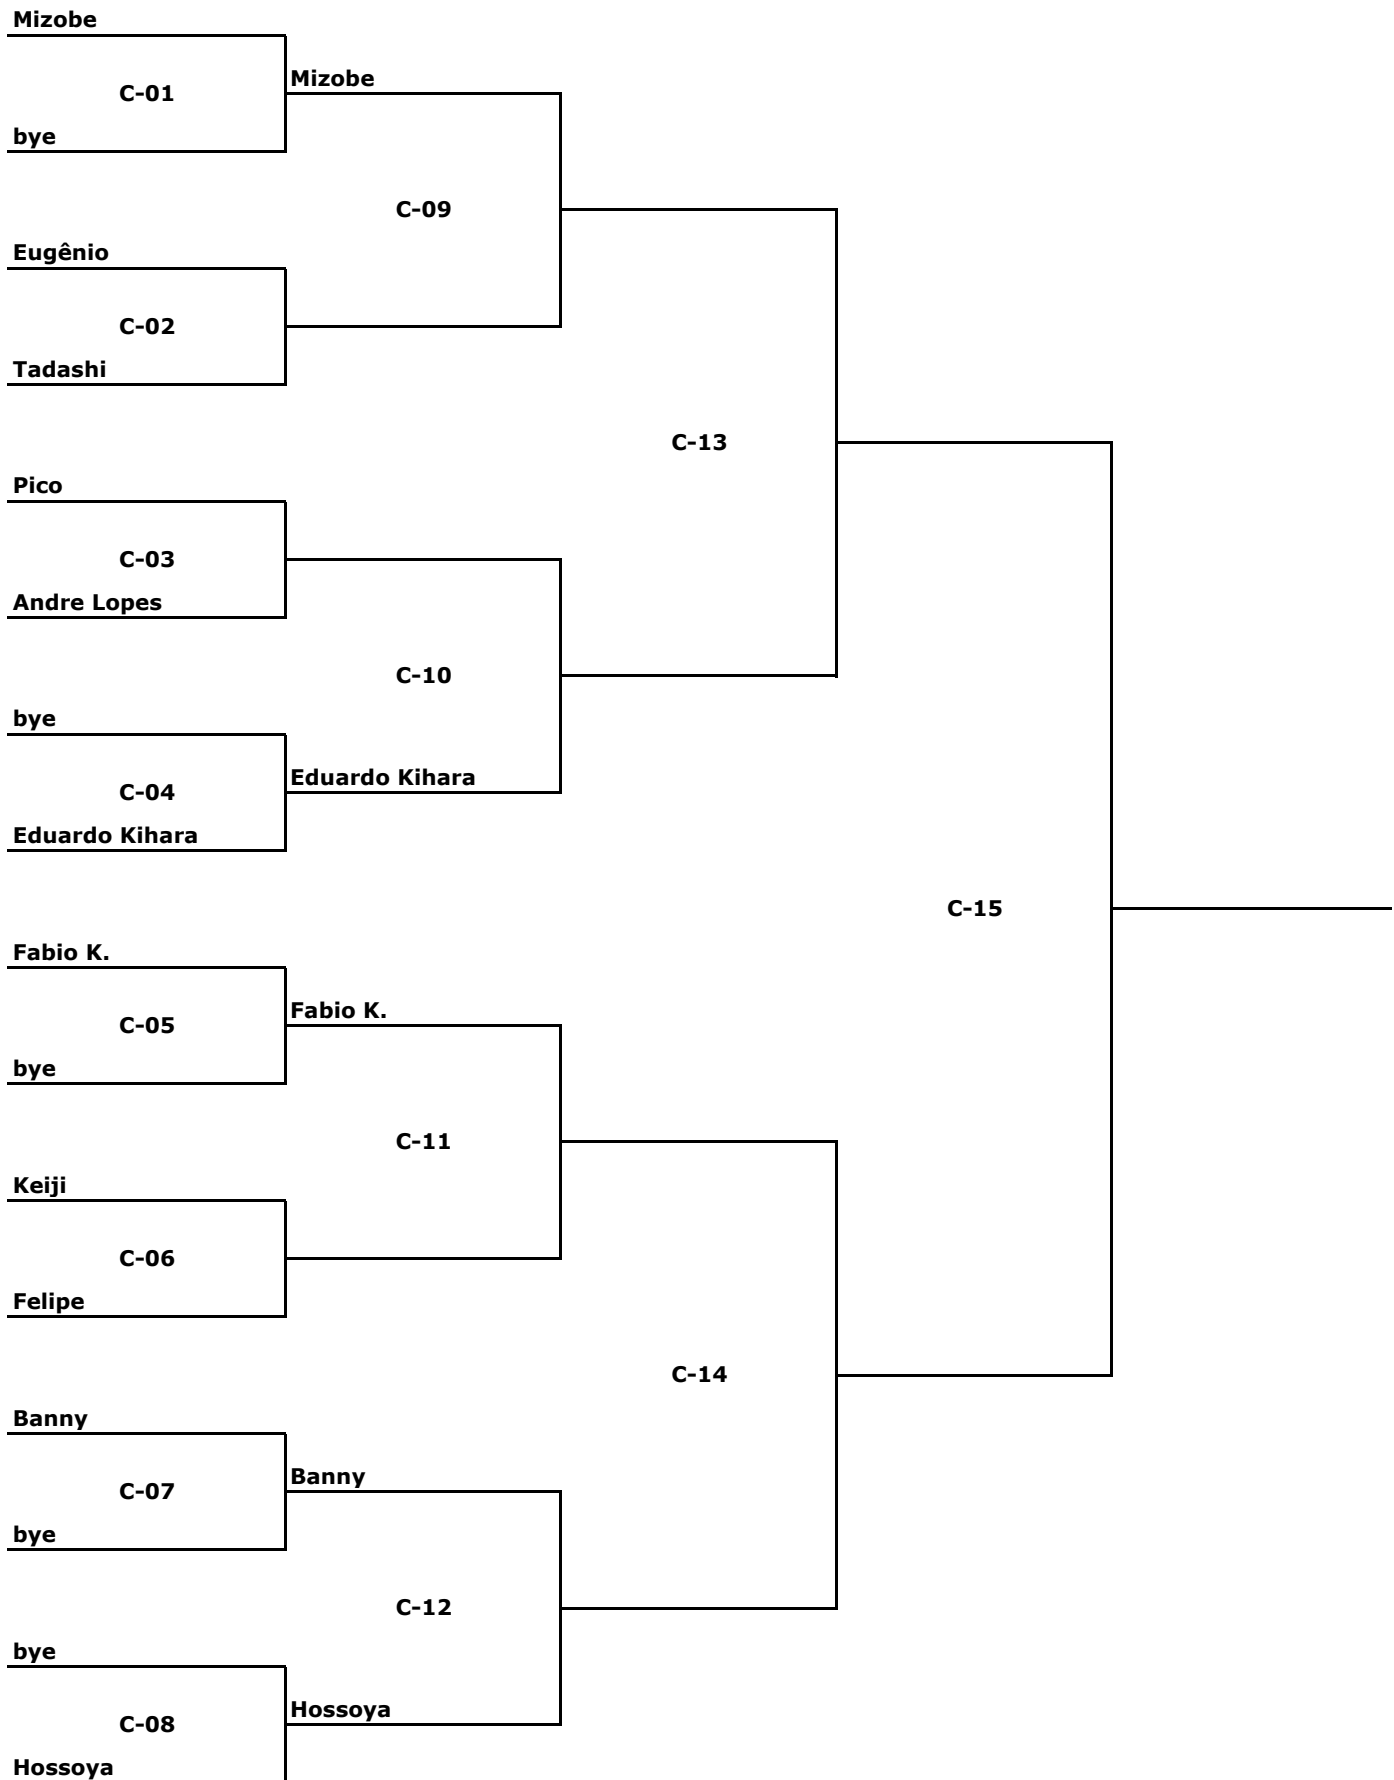 Mizobe
Mizobe
C-01
bye
C-09
Eugênio
C-02
Tadashi
C-13
Pico
C-03
Andre Lopes
C-10
bye
Eduardo Kihara
C-04
Eduardo Kihara
C-15
Fabio K.
Fabio K.
C-05
bye
C-11
Keiji
C-06
Felipe
C-14
Banny
Banny
C-07
bye
C-12
bye
Hossoya
C-08
Hossoya